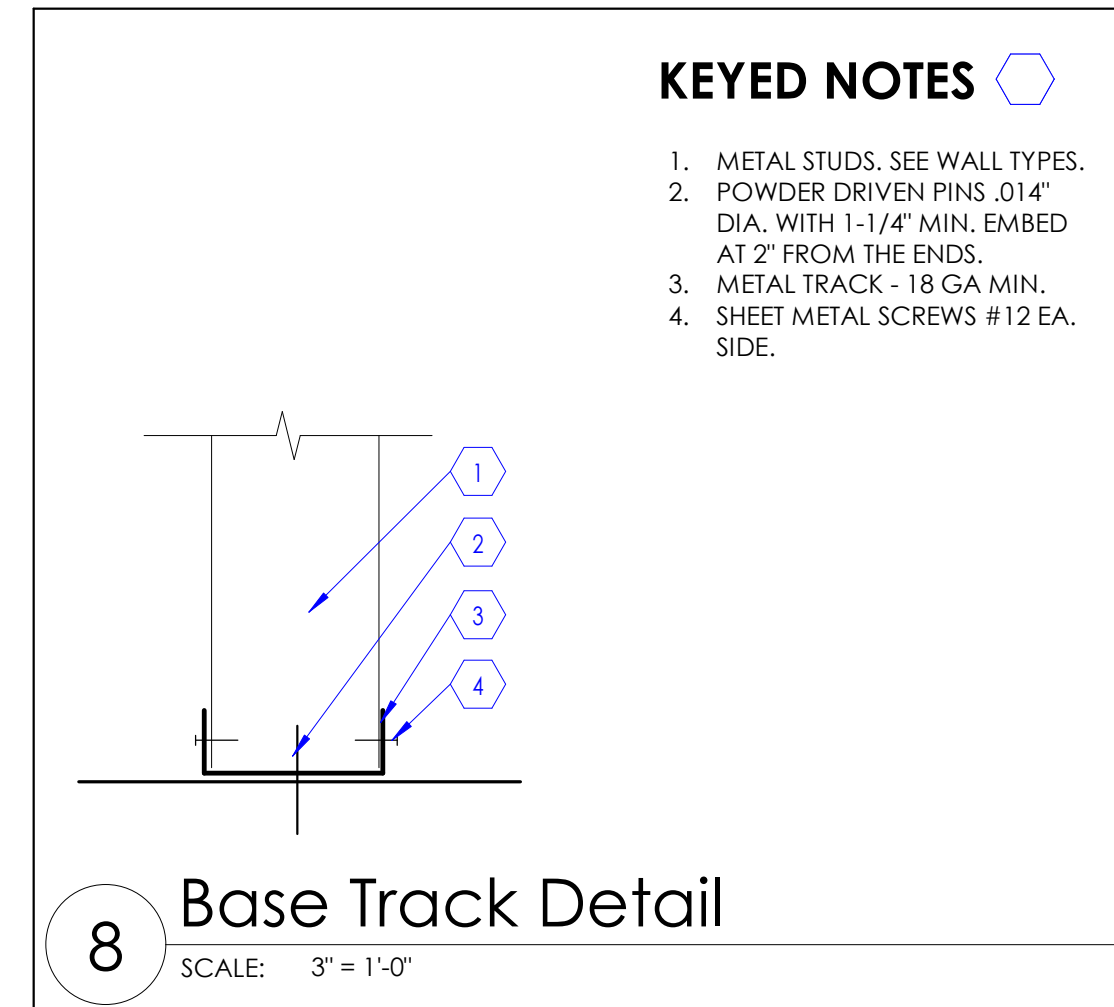 KEYED NOTES
1. METAL STUDS. SEE WALL TYPES.
2. POWDER DRIVEN PINS .014"
DIA. WITH 1-1/4" MIN. EMBED
AT 2" FROM THE ENDS.
3. METAL TRACK - 18 GA MIN.
4. SHEET METAL SCREWS #12 EA.
SIDE.
1
2
3
4
8 Base Track Detail
SCALE: 3" = 1'-0"